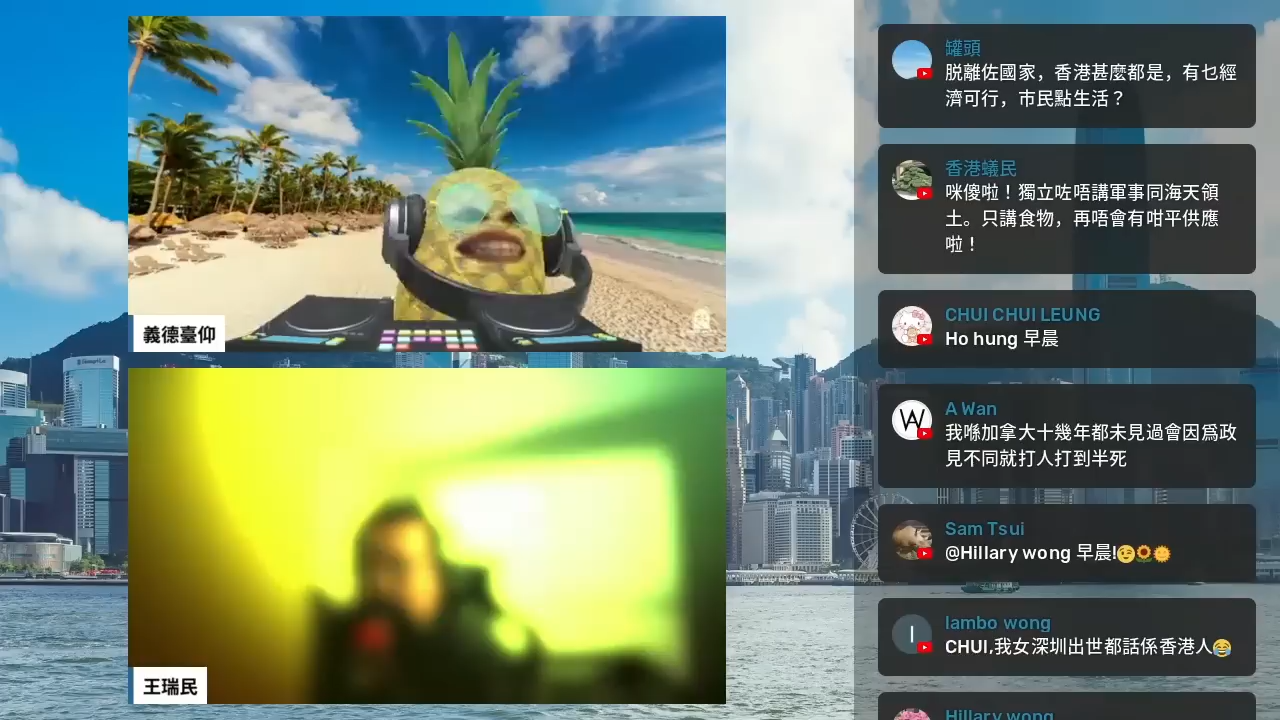 義德臺仰
王瑞民
罐頭
脱離佐國家，香港甚麼都是，有乜經
濟可行，市民點生活？
香港蟻民
咪傻啦！獨立咗唔講軍事同海天領
土。只講食物，再唔會有咁平供應
啦！
CHUI CHUI LEUNG
Ho hung 早晨
A Wan
我喺加拿大十幾年都未見過會因爲政
見不同就打人打到半死
Sam Tsui
@Hillary wong 早晨!😘🌻🌞
lambo wong
CHUI,我女深圳出世都話係香港人😂
Hillary wong